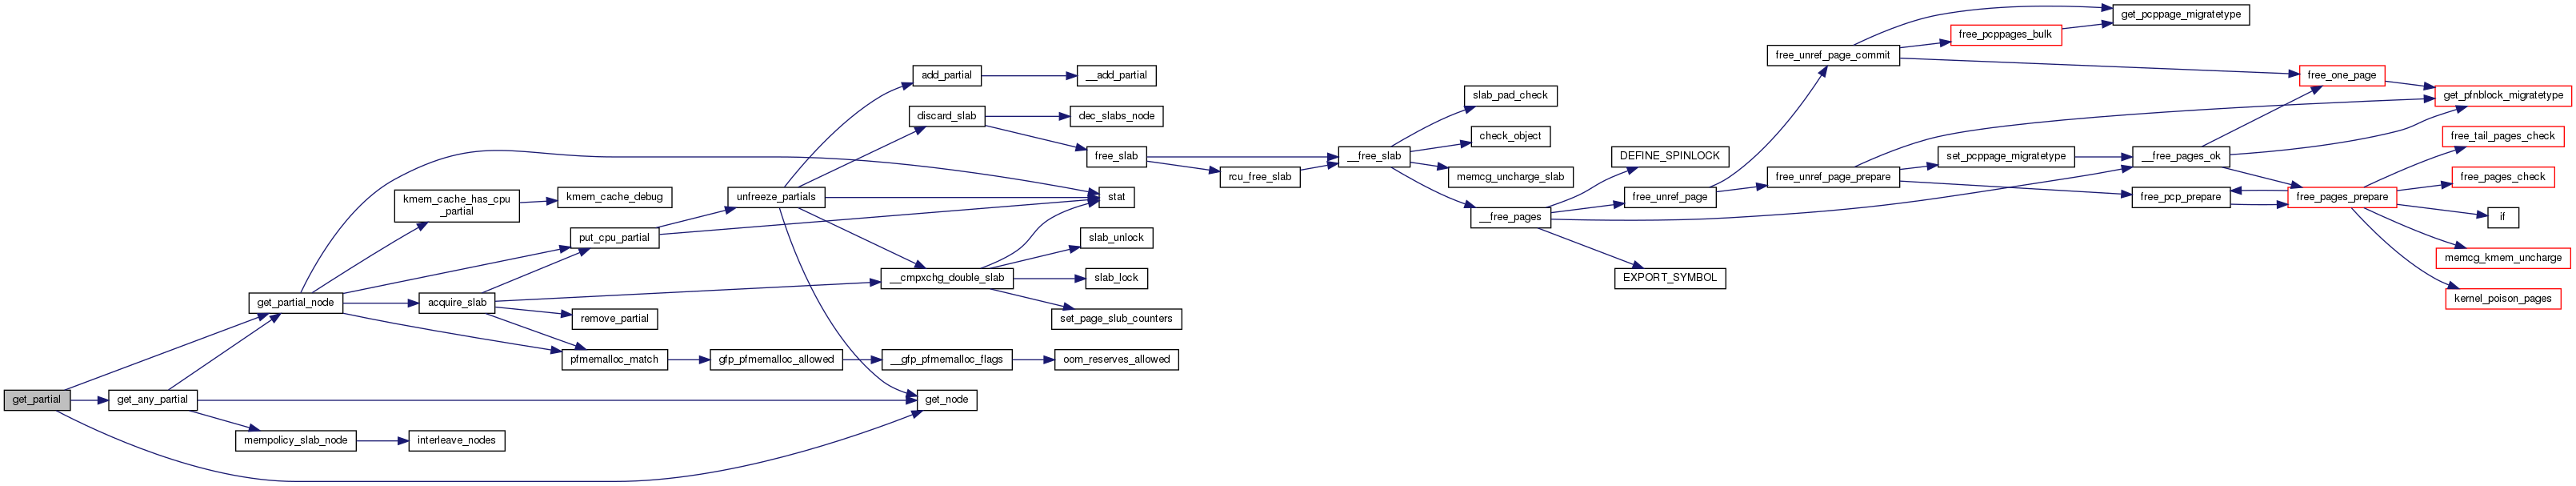 get_partial
get_any_partial
get_partial_node
mempolicy_slab_node
kmem_cache_has_cpu
_partial
acquire_slab
interleave_nodes
kmem_cache_debug
put_cpu_partial
remove_partial
pfmemalloc_match
unfreeze_partials
gfp_pfmemalloc_allowed
add_partial
discard_slab
__cmpxchg_double_slab
__gfp_pfmemalloc_flags
get_node
__add_partial
dec_slabs_node
free_slab
stat
slab_unlock
slab_lock
set_page_slub_counters
oom_reserves_allowed
rcu_free_slab
__free_slab
slab_pad_check
check_object
memcg_uncharge_slab
__free_pages
DEFINE_SPINLOCK
free_unref_page
EXPORT_SYMBOL
free_unref_page_commit
free_unref_page_prepare
free_pcppages_bulk
set_pcppage_migratetype
get_pcppage_migratetype
__free_pages_ok
free_pcp_prepare
free_one_page
free_pages_prepare
get_pfnblock_migratetype
free_tail_pages_check
free_pages_check
if
memcg_kmem_uncharge
kernel_poison_pages